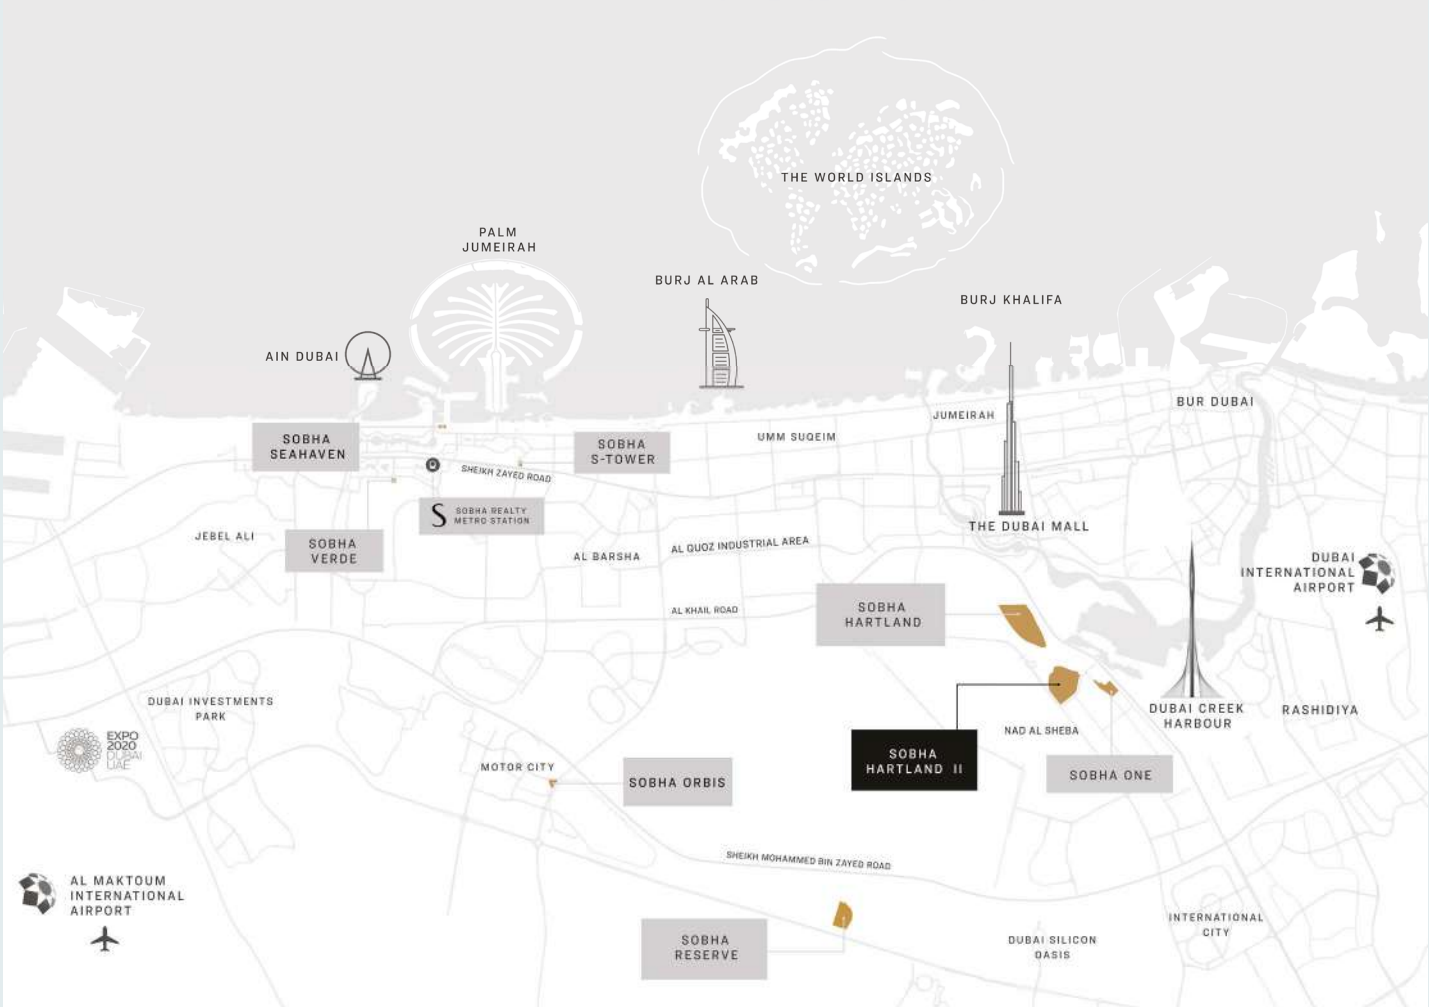 THE WORLD ISLANDS
PALM
JUMEIRAH
BURJ AL ARAB
BURJ KHALIFA
AIN DUBAI
BUR DUBAI
JUMEIRAH
UMM SUQEIM
SOBHA
SEAHAVEN
SOBHA
S-TOWER
SHEIKH ZAYED ROAD
S
SOBHA REALTY
METRO STATION
THE DUBAI MALL
JEBEL ALI
SOBHA
VERDE
AL BARSHA
AL QUOZ INDUSTRIAL AREA
DUBAI
INTERNATIONAL
AIRPORT
AL KHAIL ROAD
SOBHA
HARTLAND
DUBAI INVESTMENTS
PARK
DUBAI CREEK
HARBOUR
RASHIDIYA
NAD AL SHEBA
EXPO
2020
DUBAI
UAE
SOBHA
HARTLAND II
MOTOR CITY
SOBHA ORBIS
SOBHA ONE
SHEIKH MOHAMMED BIN ZAYED ROAD
AL MAKTOUM
INTERNATIONAL
AIRPORT
INTERNATIONAL
CITY
SOBHA
RESERVE
DUBAI SILICON
OASIS